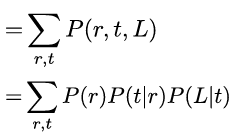 = ∑_{r,t} P(r, t, L)
= ∑_{r,t} P(r)P(t|r)P(L|t)